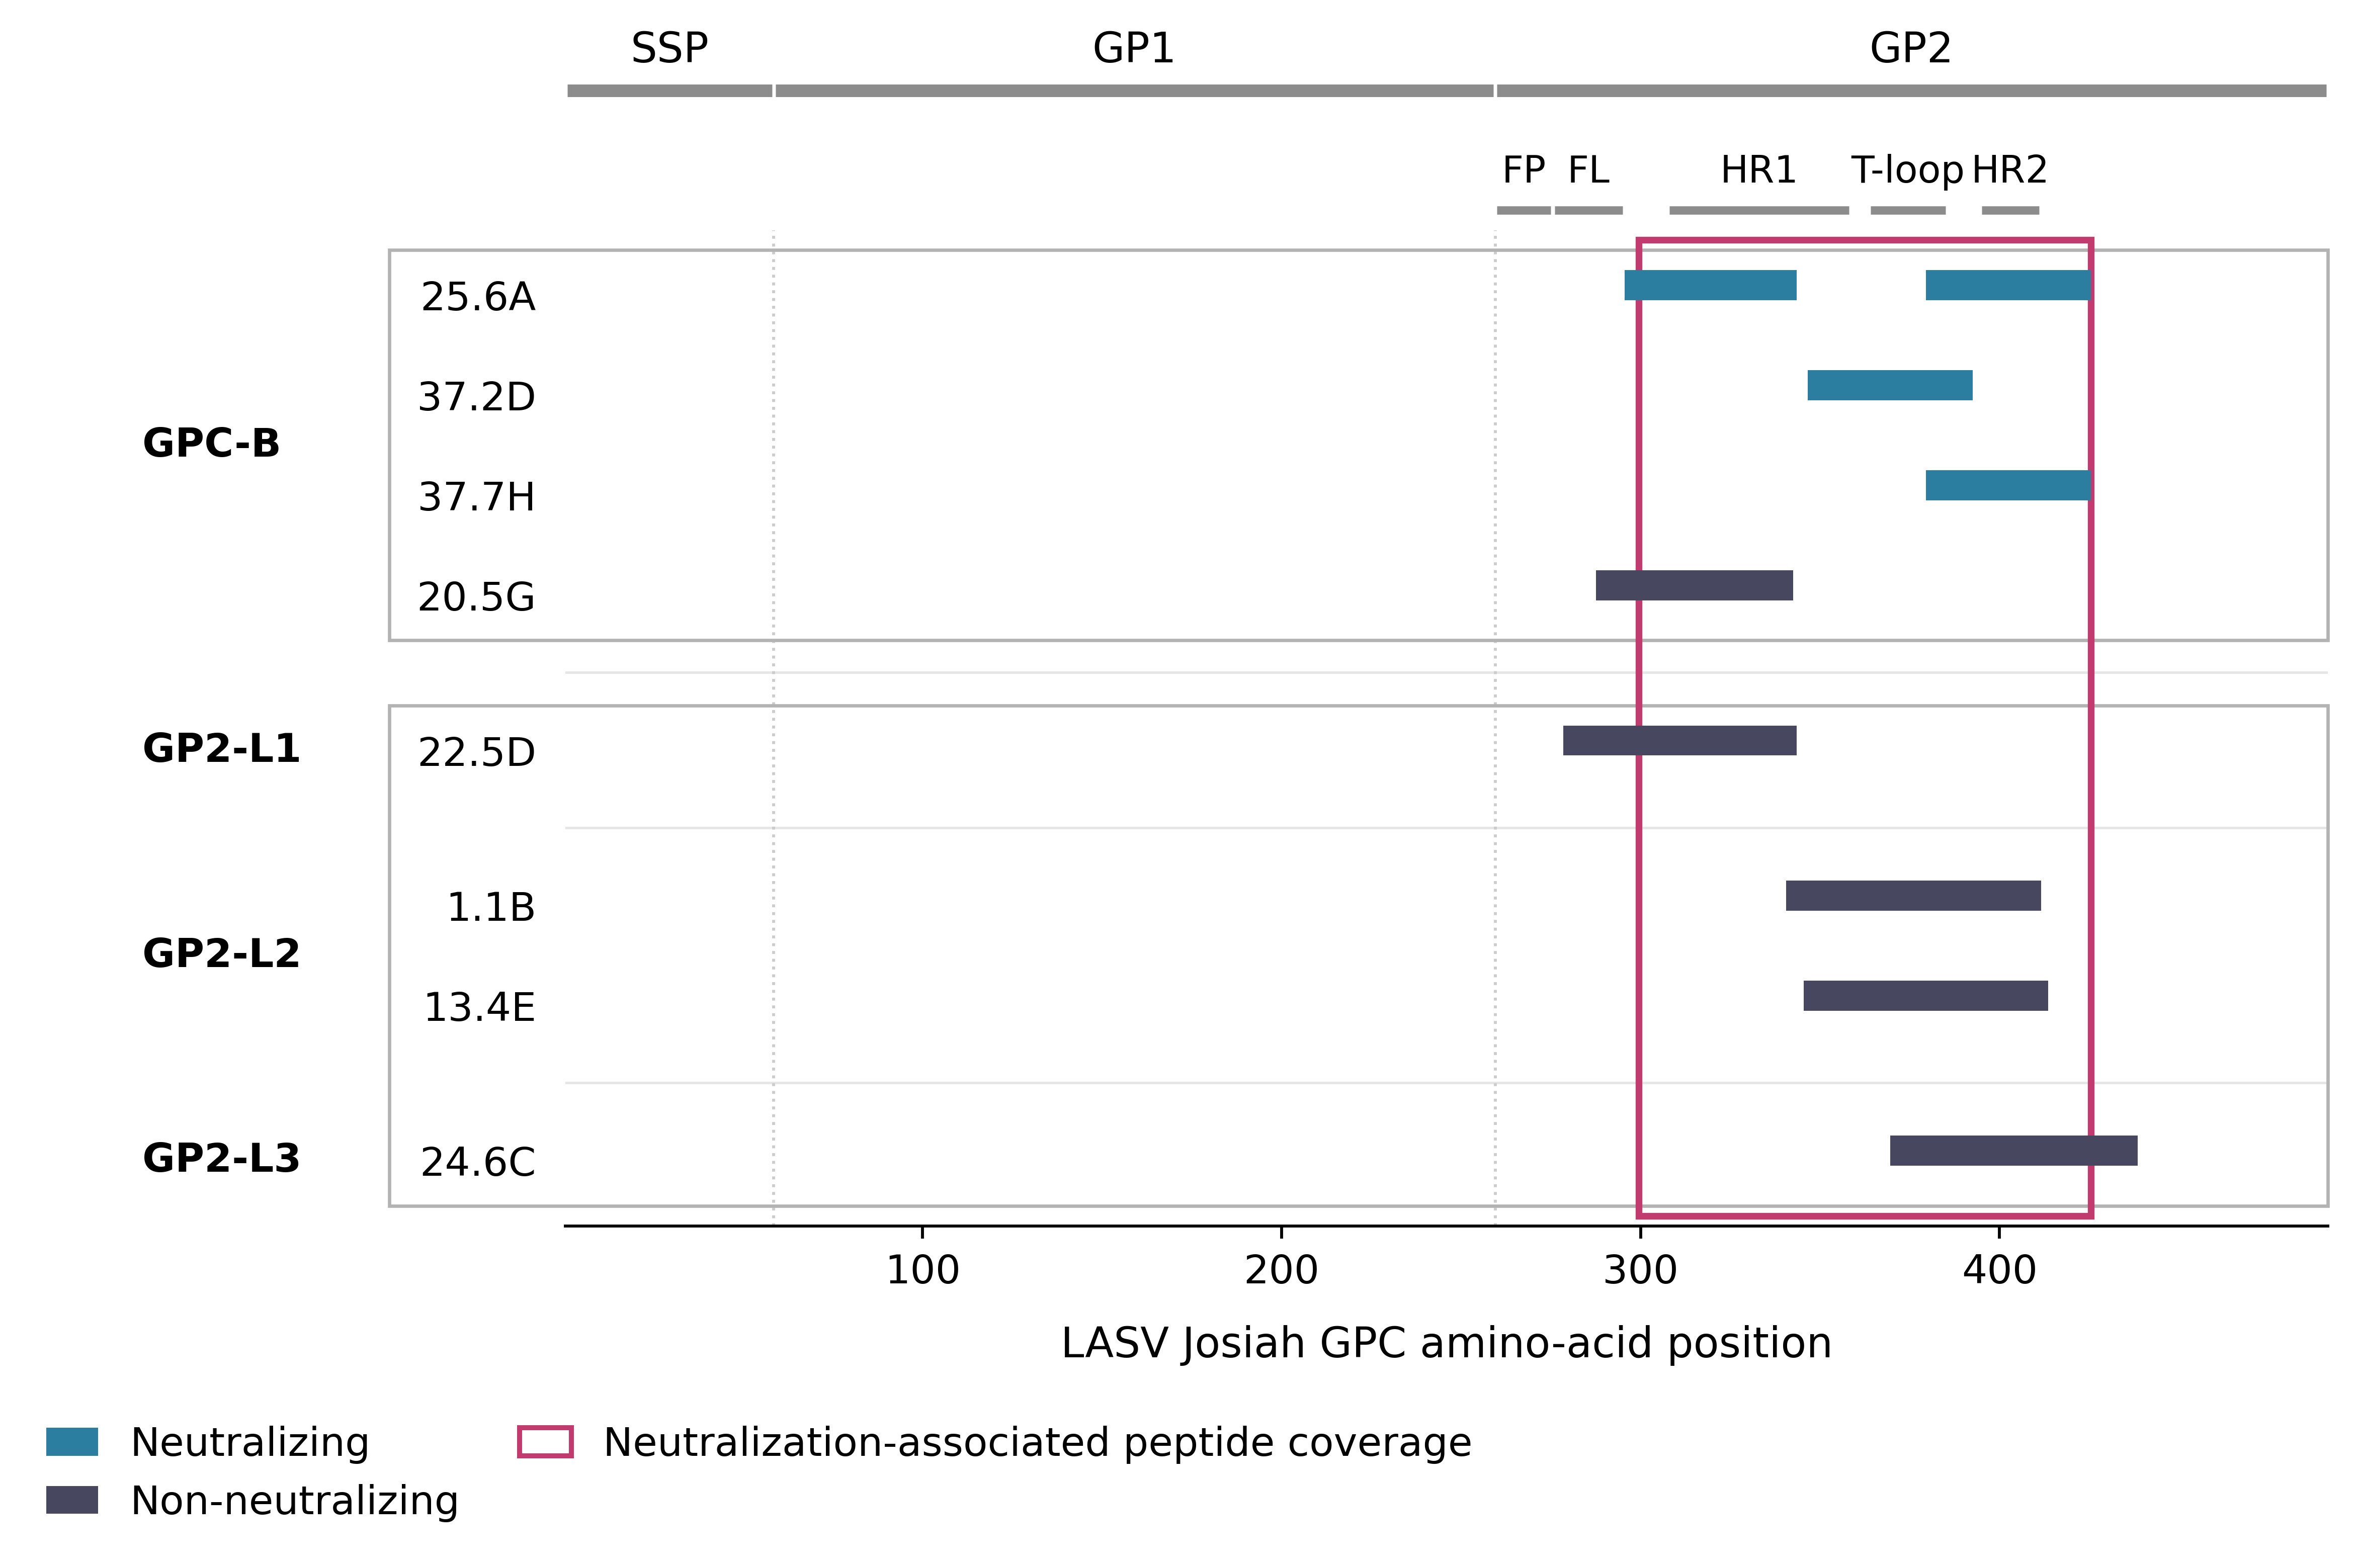 SSP GP1 GP2
FP FL HR1 T-loop HR2
25.6A
37.2D
GPC-B
37.7H
20.5G
GP2-L1 22.5D
1.1B
GP2-L2
13.4E
GP2-L3 24.6C
100 200 300 400
LASV Josiah GPC amino-acid position
Neutralizing Neutralization-associated peptide coverage
Non-neutralizing